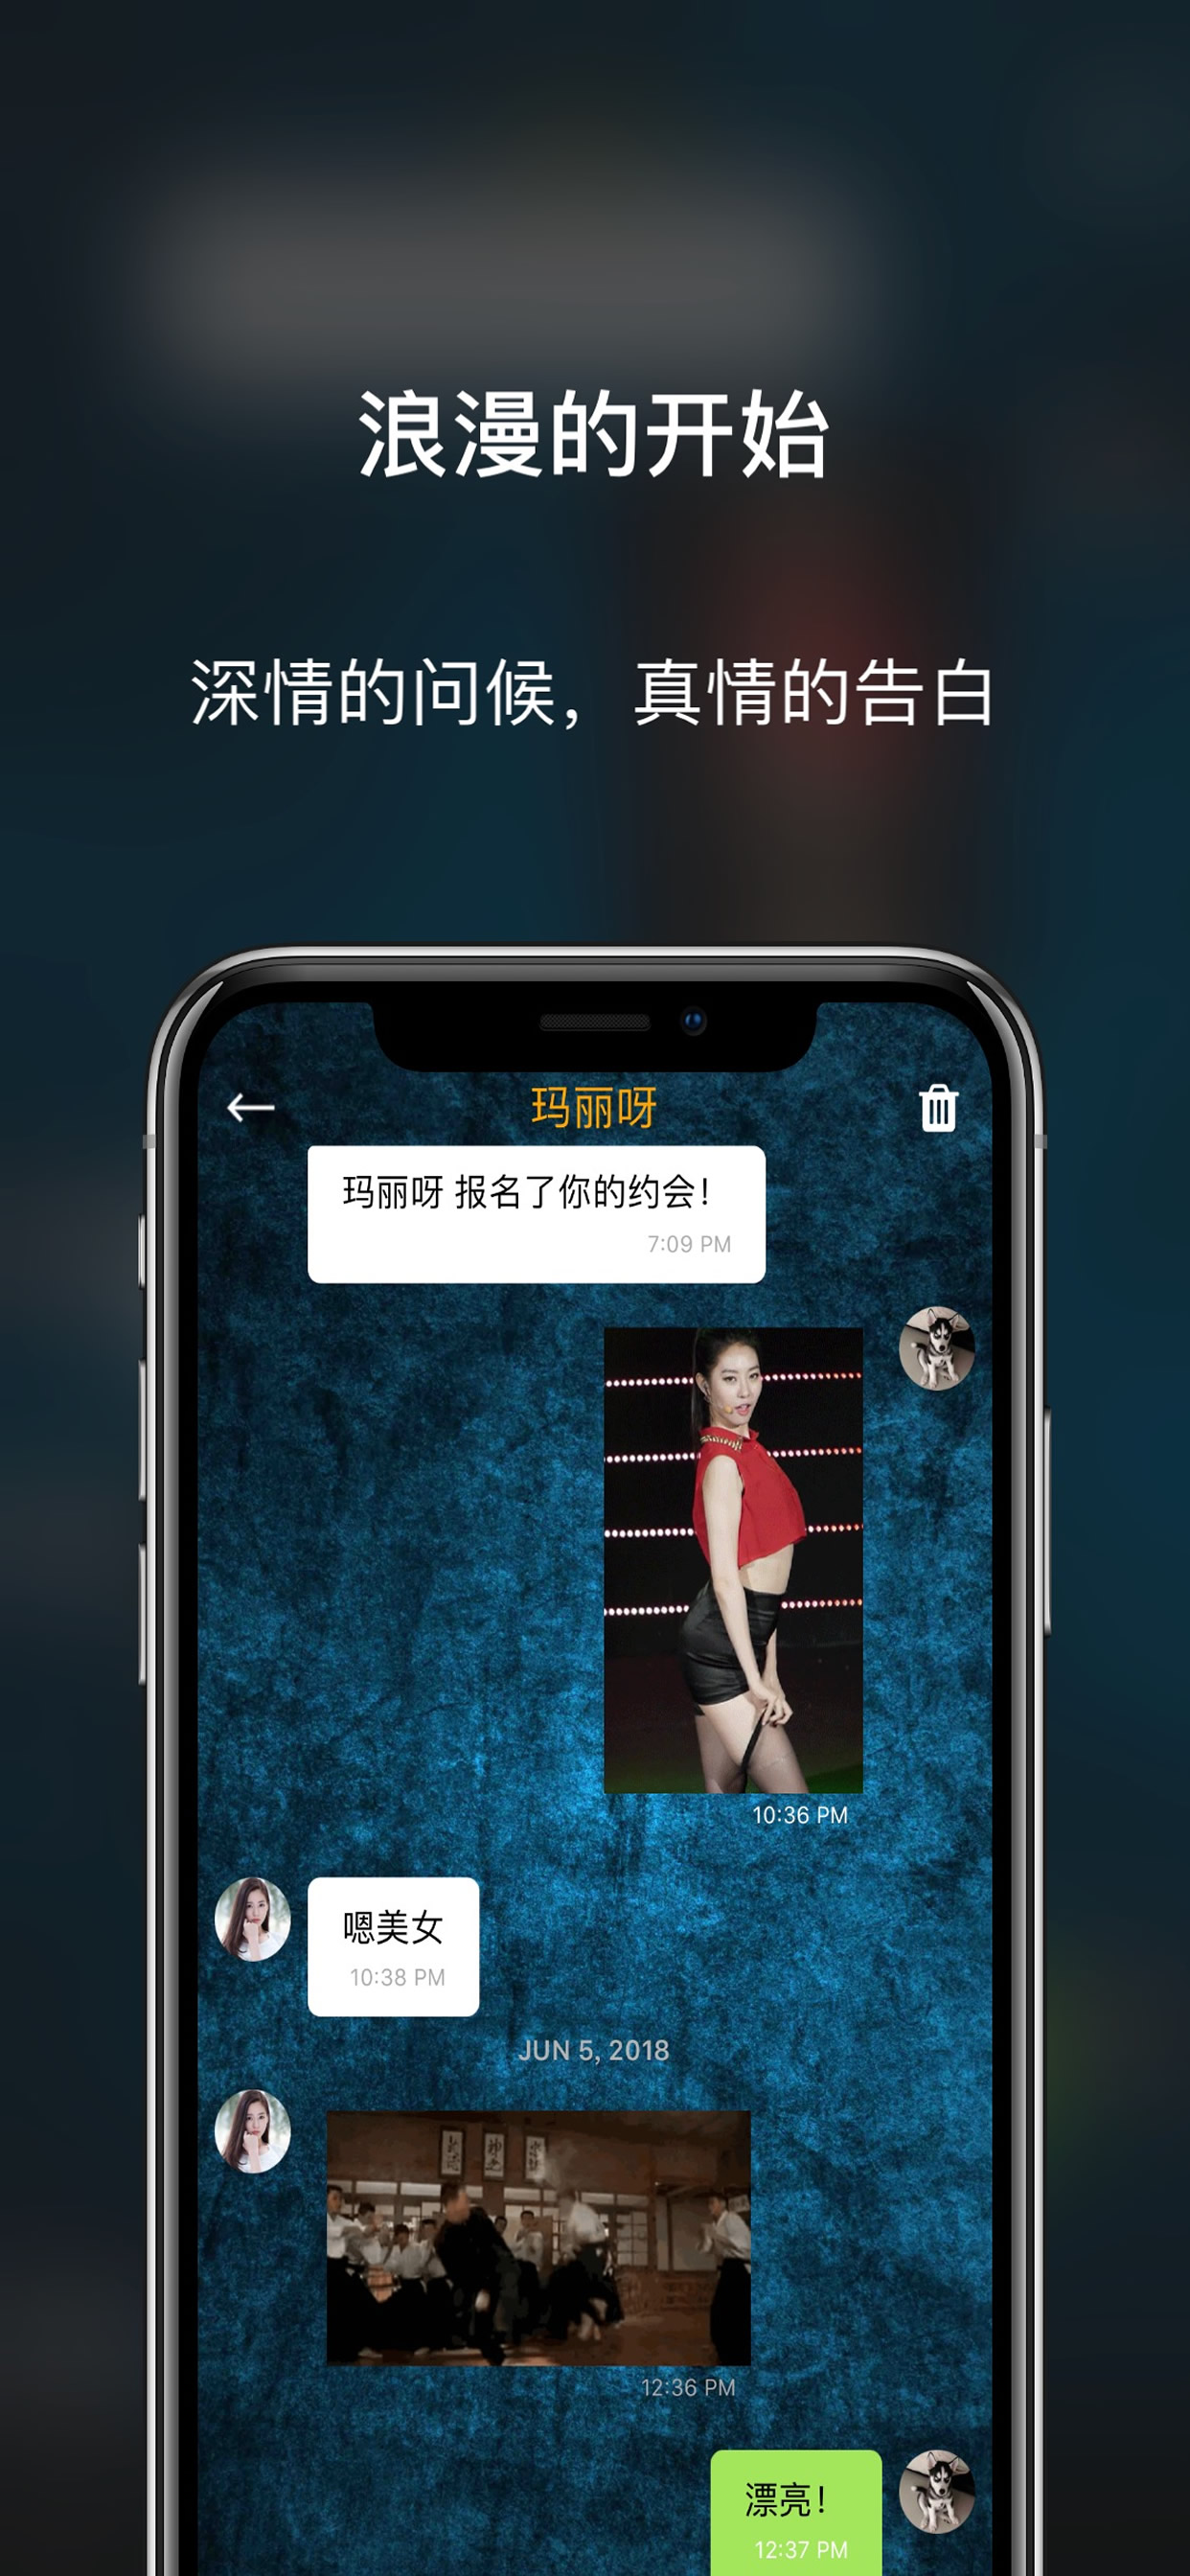 浪漫的开始
深情的问候，真情的告白
玛丽呀
玛丽呀 报名了你的约会！
7:09 PM
10:36 PM
嗯美女
10:38 PM
JUN 5, 2018
12:36 PM
漂亮！
12:37 PM